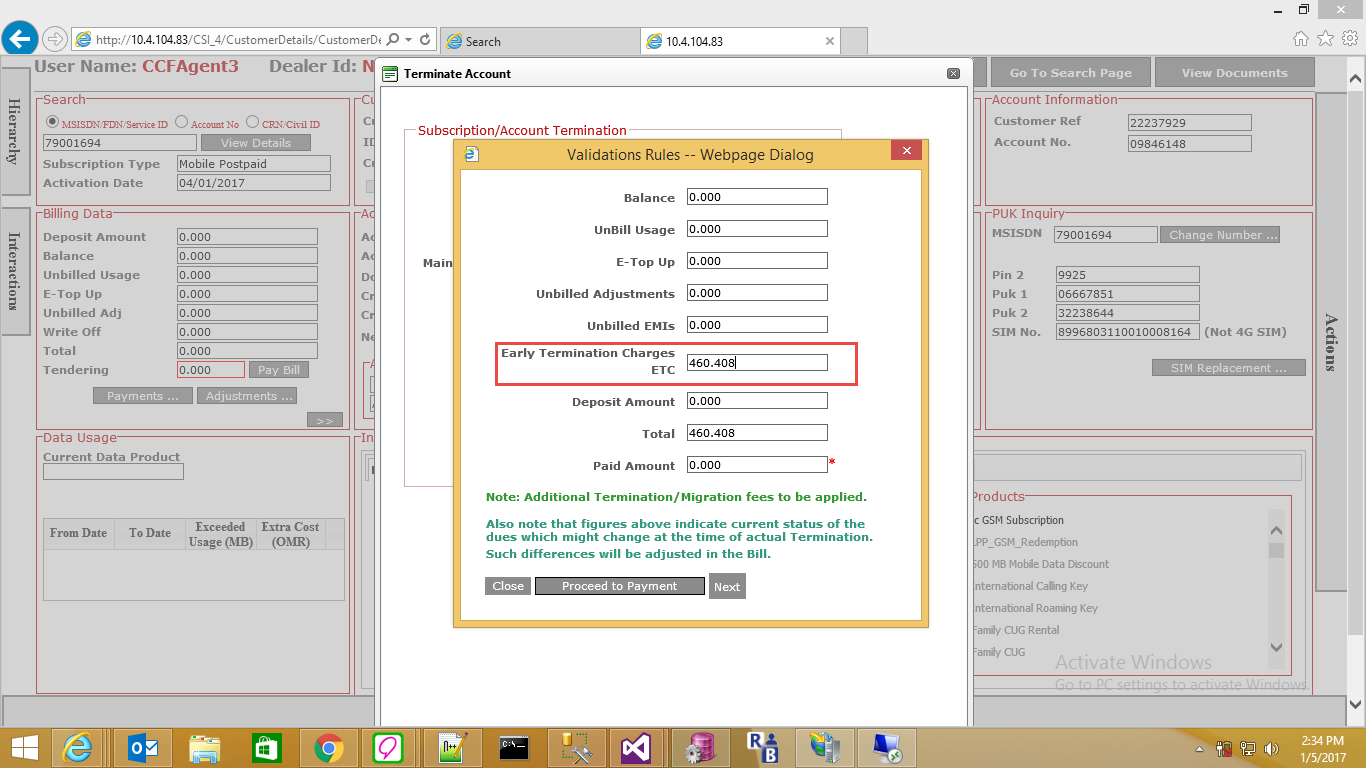 http://10.4.104.83/CSI_4/CustomerDetails/CustomerDe
Search
10.4.104.83
User Name: CCFAgent3
Dealer Id: N
Terminate Account
Go To Search Page
View Documents
Hierarchy
Interactions
Search
MSISDN/FDN/Service ID
Account No
CRN/Civil ID
79001694
View Details
Subscription Type
Mobile Postpaid
Activation Date
04/01/2017
Billing Data
Deposit Amount
0.000
Balance
0.000
Unbilled Usage
0.000
E-Top Up
0.000
Unbilled Adj
0.000
Write Off
0.000
Total
0.000
Tendering
0.000
Pay Bill
Payments ...
Adjustments ...
>>
Data Usage
Current Data Product
From Date
To Date
Exceeded
Usage (MB)
Extra Cost
(OMR)
Subscription/Account Termination
Main
Validations Rules -- Webpage Dialog
Balance
0.000
UnBill Usage
0.000
E-Top Up
0.000
Unbilled Adjustments
0.000
Unbilled EMIs
0.000
Early Termination Charges
ETC
460.408
Deposit Amount
0.000
Total
460.408
Paid Amount
0.000
*
Note: Additional Termination/Migration fees to be applied.
Also note that figures above indicate current status of the
dues which might change at the time of actual Termination.
Such differences will be adjusted in the Bill.
Close
Proceed to Payment
Next
Account Information
Customer Ref
22237929
Account No.
09846148
PUK Inquiry
MSISDN
79001694
Change Number ...
Pin 2
9925
Puk 1
06667851
Puk 2
32238644
SIM No.
8996803110010008164
(Not 4G SIM)
SIM Replacement ...
Actions
Products
c GSM Subscription
LPP_GSM_Redemption
500 MB Mobile Data Discount
International Calling Key
International Roaming Key
Family CUG Rental
Family CUG
Activate Windows
Go to PC settings to activate Windows.
2:34 PM
1/5/2017